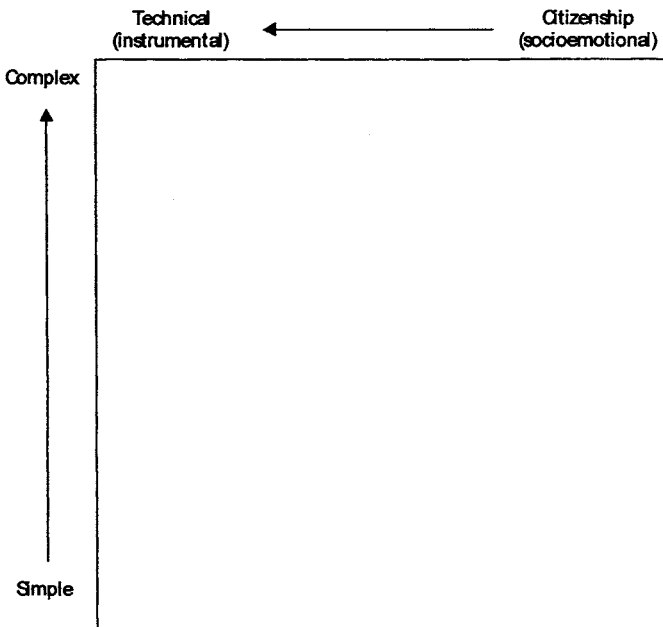 Technical
(instrumental)
Citizenship
(socioemotional)
Complex
Simple